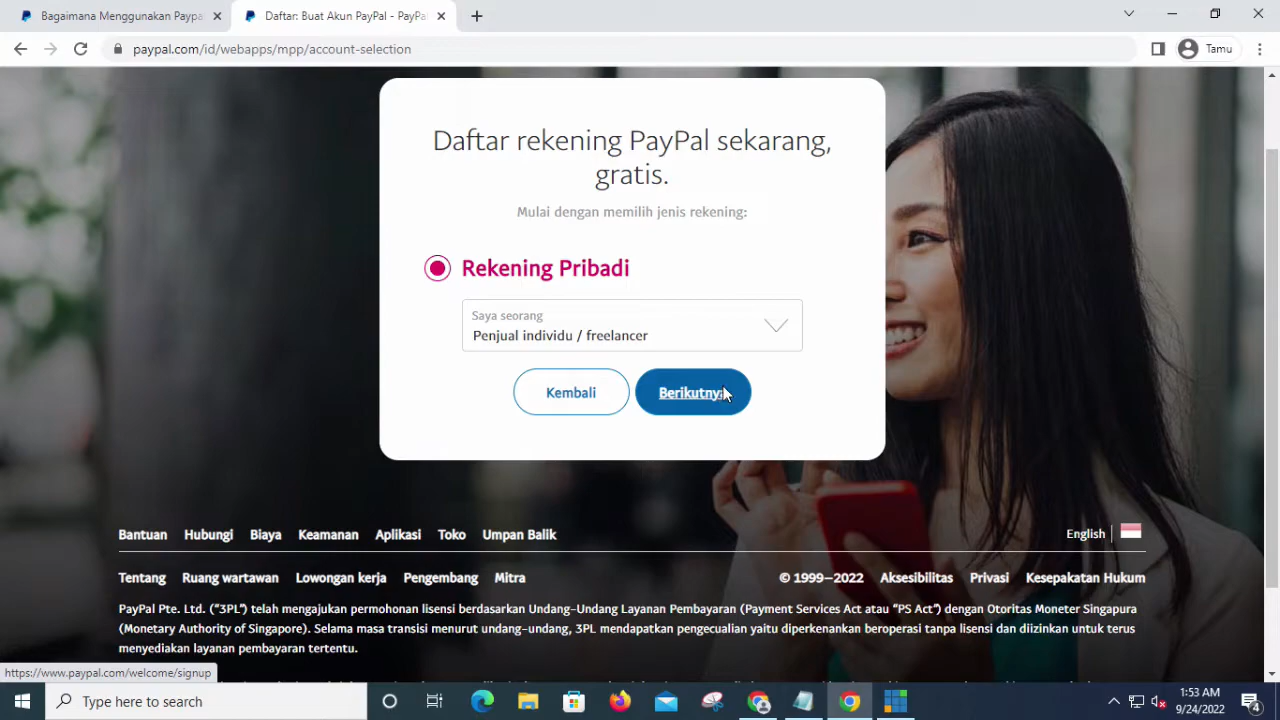 Bagaimana Menggunakan Paypa
Daftar: Buat Akun PayPal - PayPal
paypal.com/id/webapps/mpp/account-selection
Tamu
Daftar rekening PayPal sekarang,
gratis.
Mulai dengan memilih jenis rekening:
Rekening Pribadi
Saya seorang
Penjual individu / freelancer
Kembali Berikutnya
Bantuan Hubungi Biaya Keamanan Aplikasi Toko Umpan Balik
English
Tentang Ruang wartawan Lowongan kerja Pengembang Mitra
© 1999–2022 Aksesibilitas Privasi Kesepakatan Hukum
PayPal Pte. Ltd. (“3PL”) telah mengajukan permohonan lisensi berdasarkan Undang-Undang Layanan Pembayaran (Payment Services Act atau “PS Act”) dengan Otoritas Moneter Singapura
(Monetary Authority of Singapore). Selama masa transisi menurut undang-undang, 3PL mendapatkan pengecualian yaitu diperkenankan beroperasi tanpa lisensi dan diizinkan untuk terus
menyediakan layanan pembayaran tertentu.
https://www.paypal.com/welcome/signup
Type here to search
1:53 AM
9/24/2022
4